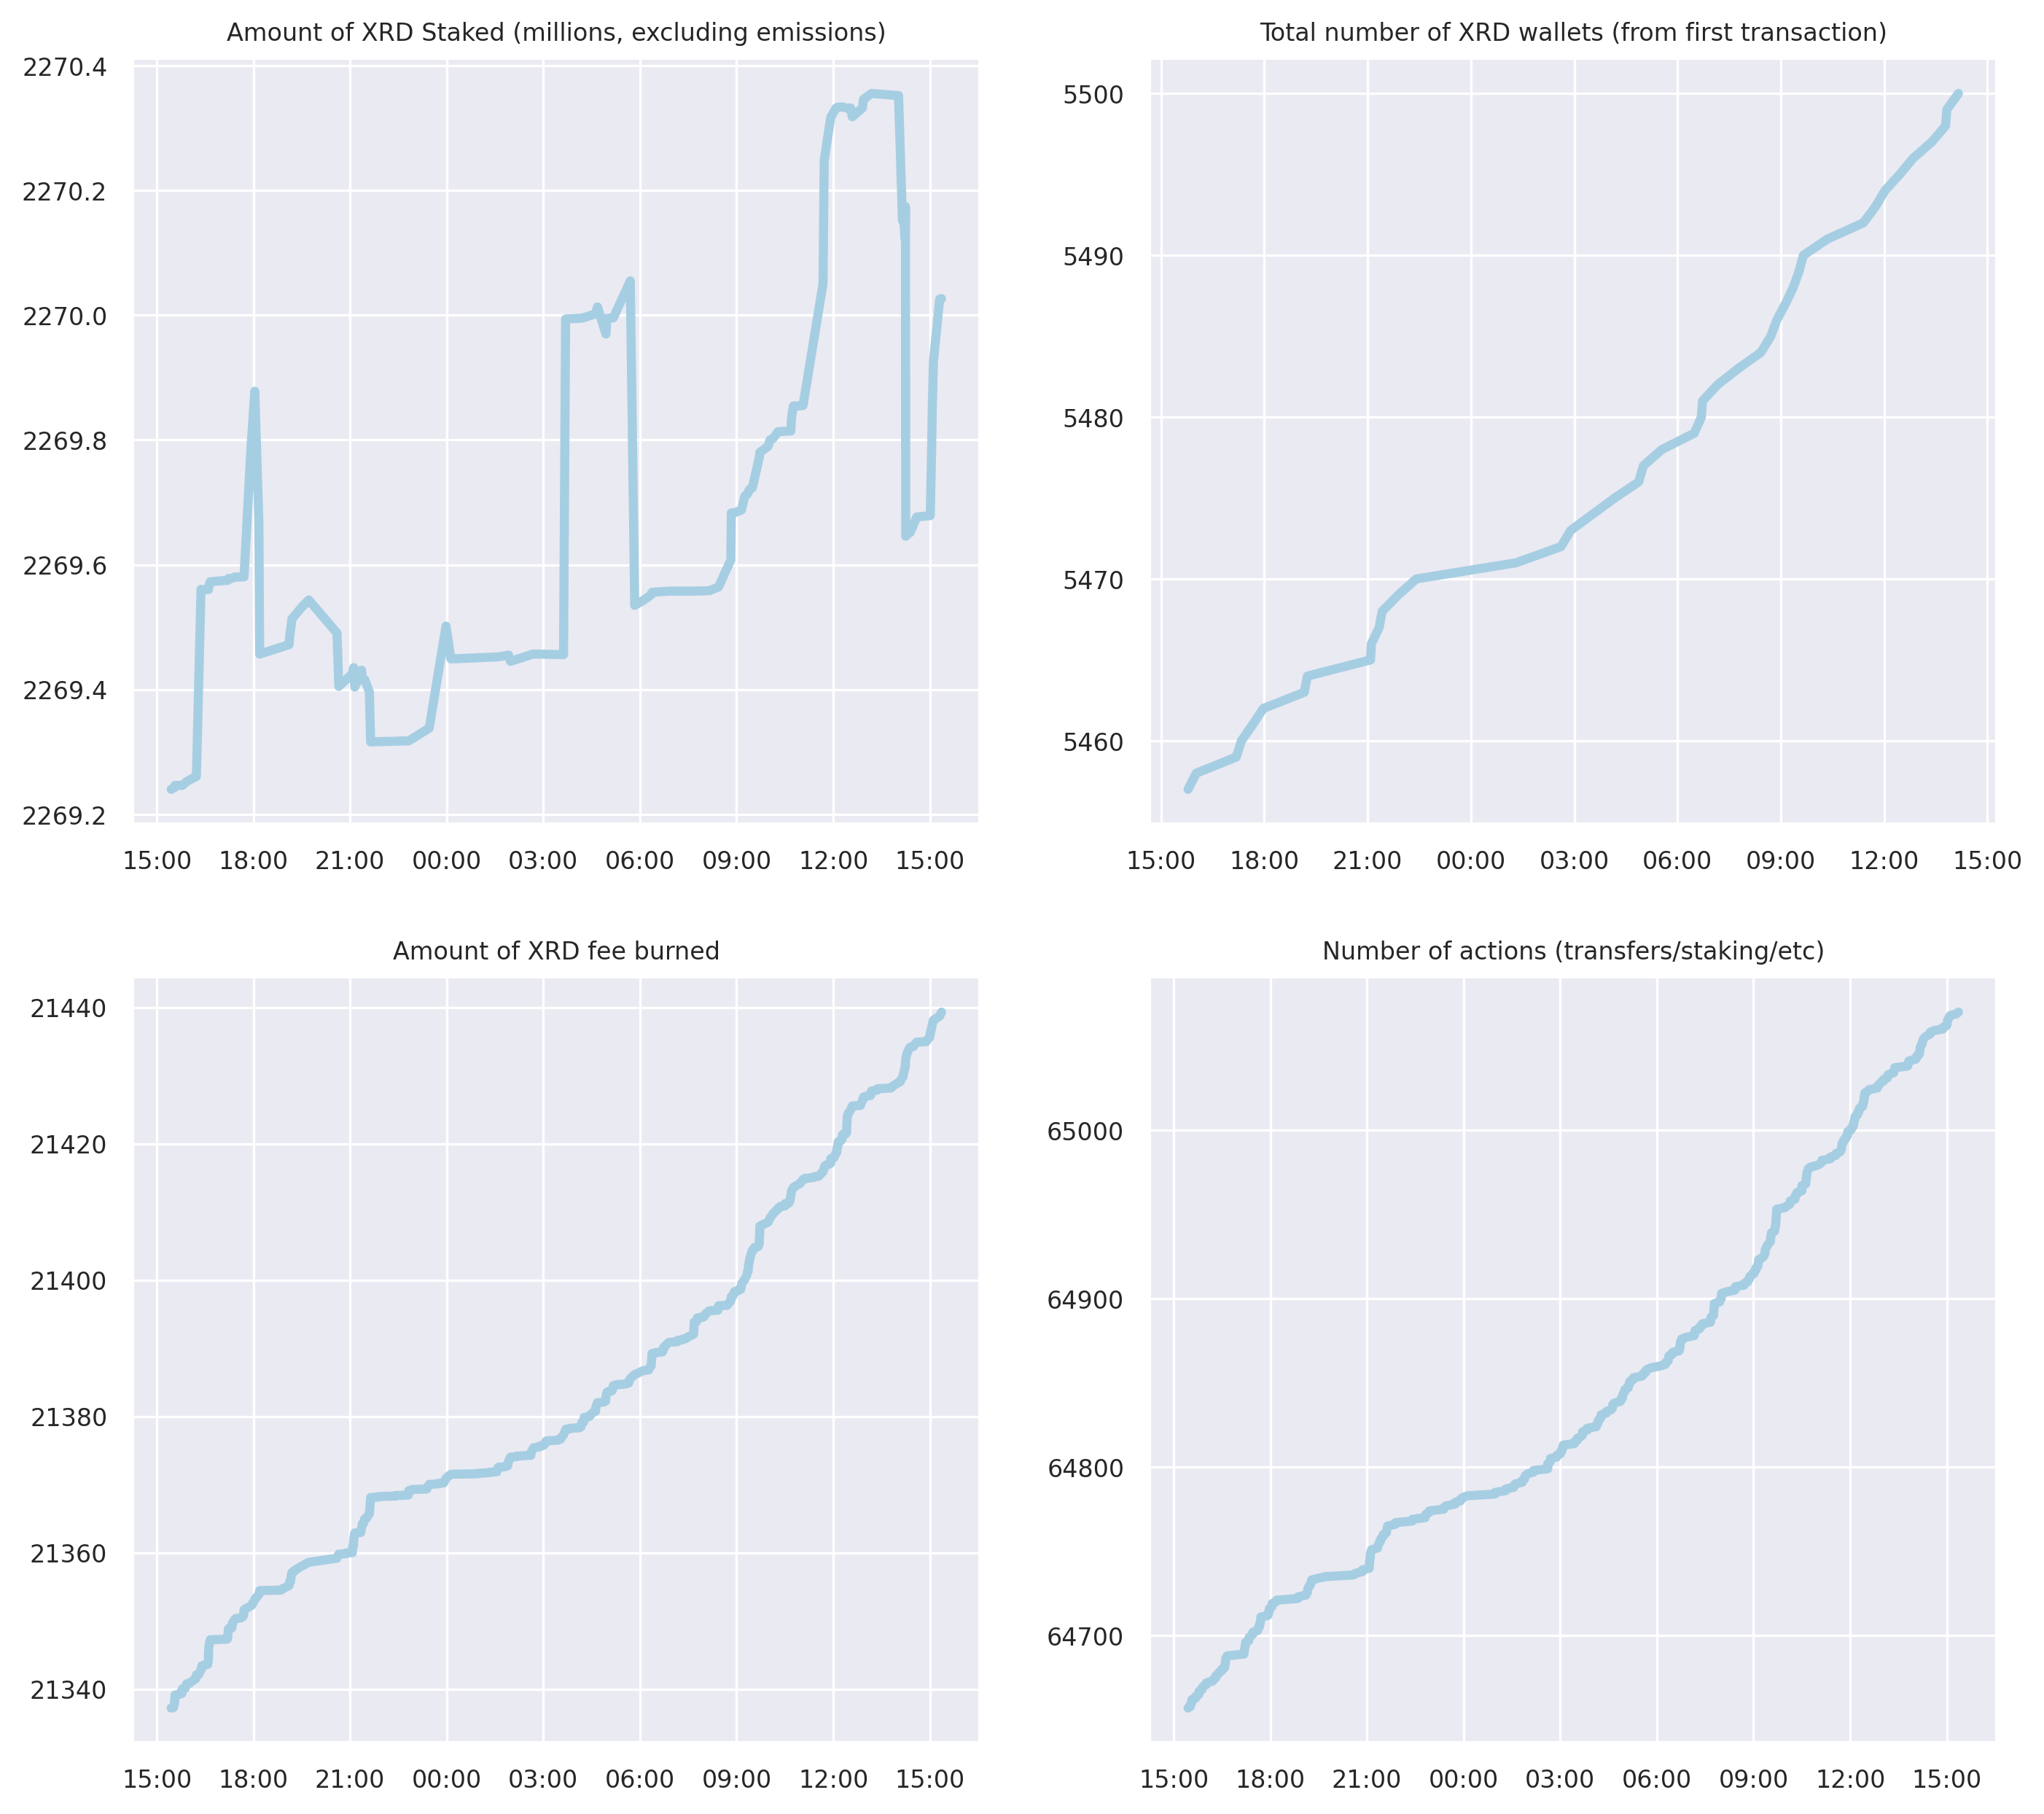 Amount of XRD Staked (millions, excluding emissions)
2270.4
2270.2
2270.0
2269.8
2269.6
2269.4
2269.2
15:00 18:00 21:00 00:00 03:00 06:00 09:00 12:00 15:00
Total number of XRD wallets (from first transaction)
5500
5490
5480
5470
5460
15:00 18:00 21:00 00:00 03:00 06:00 09:00 12:00 15:00
Amount of XRD fee burned
21440
21420
21400
21380
21360
21340
15:00 18:00 21:00 00:00 03:00 06:00 09:00 12:00 15:00
Number of actions (transfers/staking/etc)
65000
64900
64800
64700
15:00 18:00 21:00 00:00 03:00 06:00 09:00 12:00 15:00